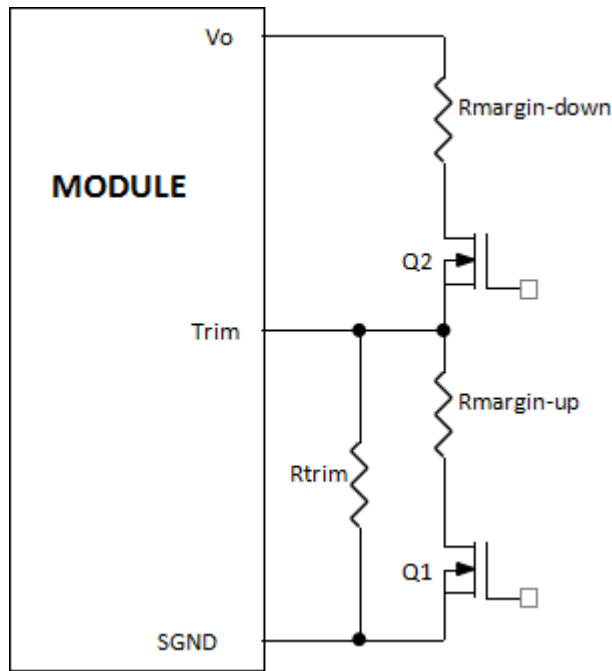 Vo
Rmargin-down
MODULE
Q2
Trim
Rmargin-up
Rtrim
Q1
SGND